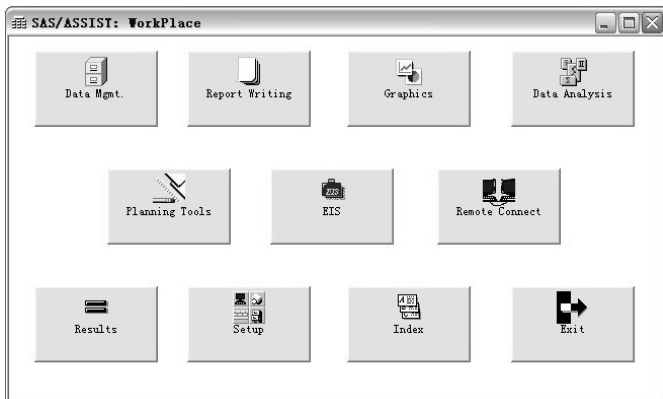 SAS/ASSIST: WorkPlace
Data Mgmt.
Report Writing
Graphics
Data Analysis
Planning Tools
EIS
EIS
Remote Connect
Results
Setup
Index
Exit